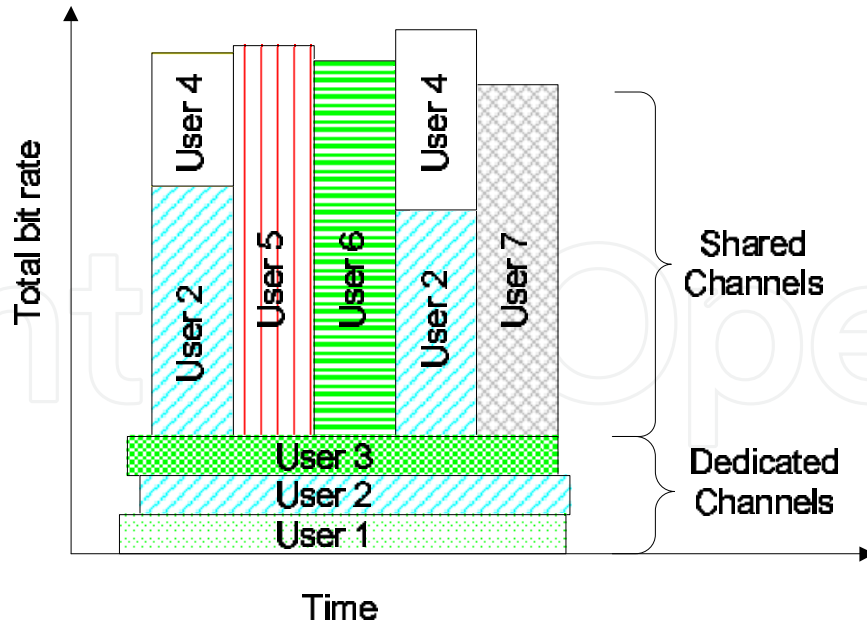 Total bit rate
User 4
User 2
User 5
User 6
User 4
User 2
User 7
Shared
Channels
User 3
User 2
User 1
Dedicated
Channels
Time